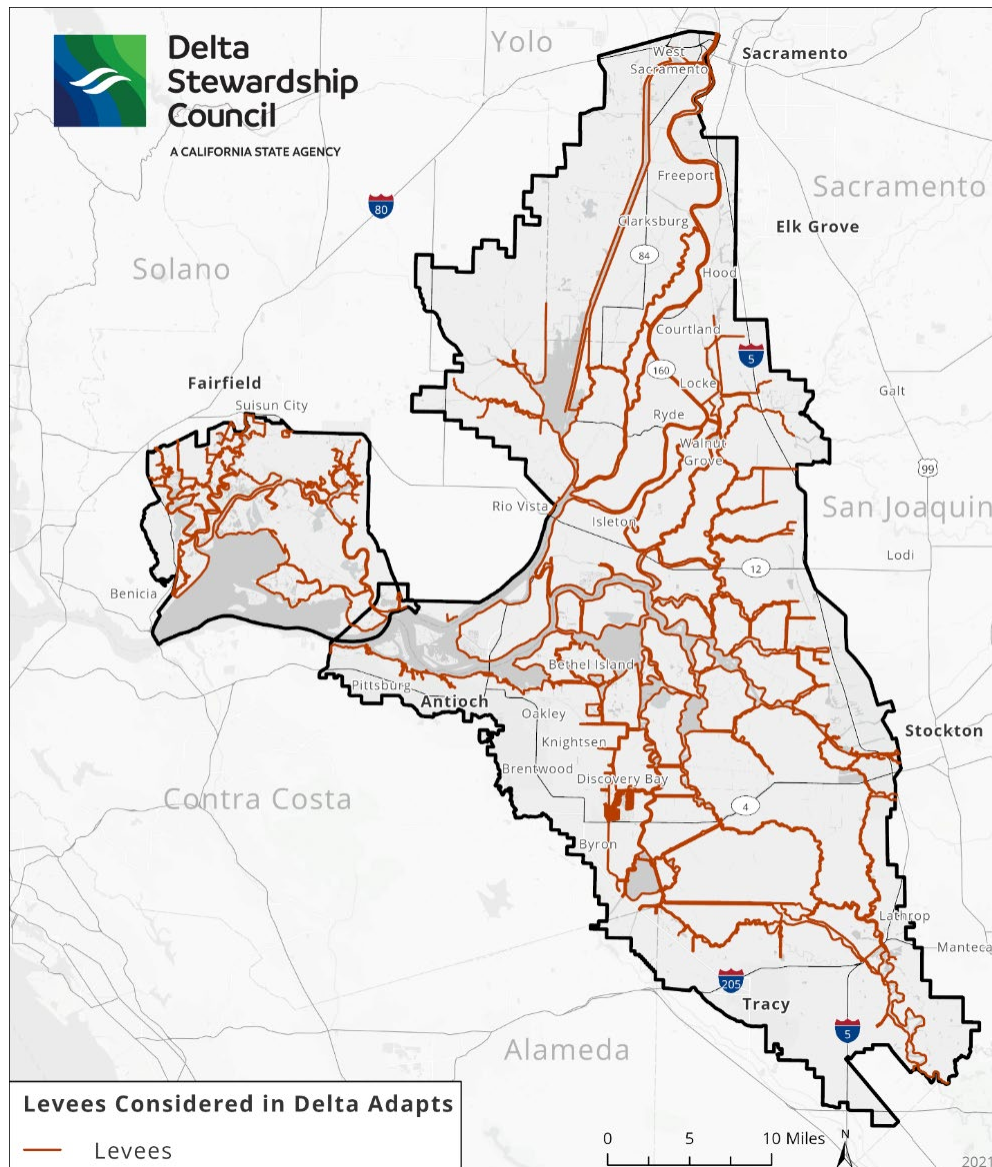 Delta
Stewardship
Council
A CALIFORNIA STATE AGENCY
Yolo
West
Sacramento
Sacramento
Freeport
Sacramento
80
Clarksburg
Elk Grove
84
Solano
Hood
Courtland
5
160
Fairfield
Locke
Galt
Suisun City
Ryde
Walnut
Grove
99
Rio Vista
San Joaquin
Isleton
Lodi
12
Benicia
Bethel Island
Pittsburg
Antioch
Oakley
Stockton
Knightsen
Brentwood
Discovery Bay
Contra Costa
4
Byron
Lathrop
Manteca
205
Tracy
5
Alameda
Levees Considered in Delta Adapts
Levees
0 5 10 Miles
N
2021